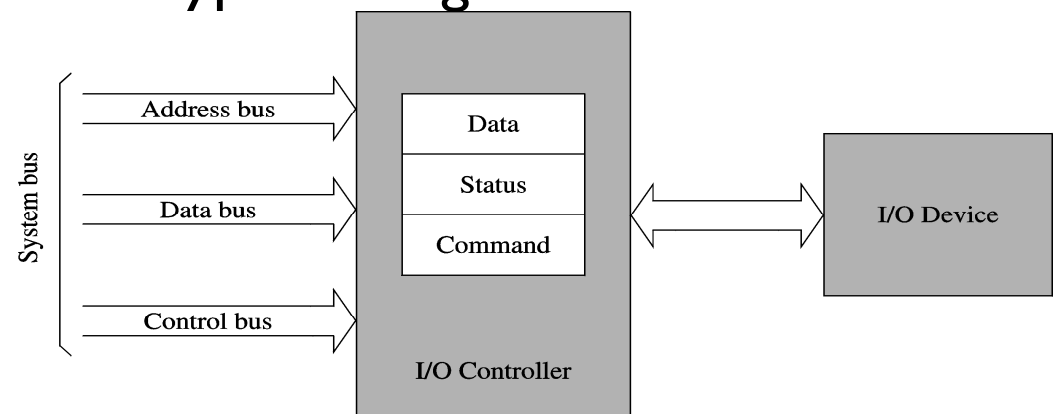 System bus
Address bus
Data bus
Control bus
Data
Status
Command
I/O Controller
I/O Device